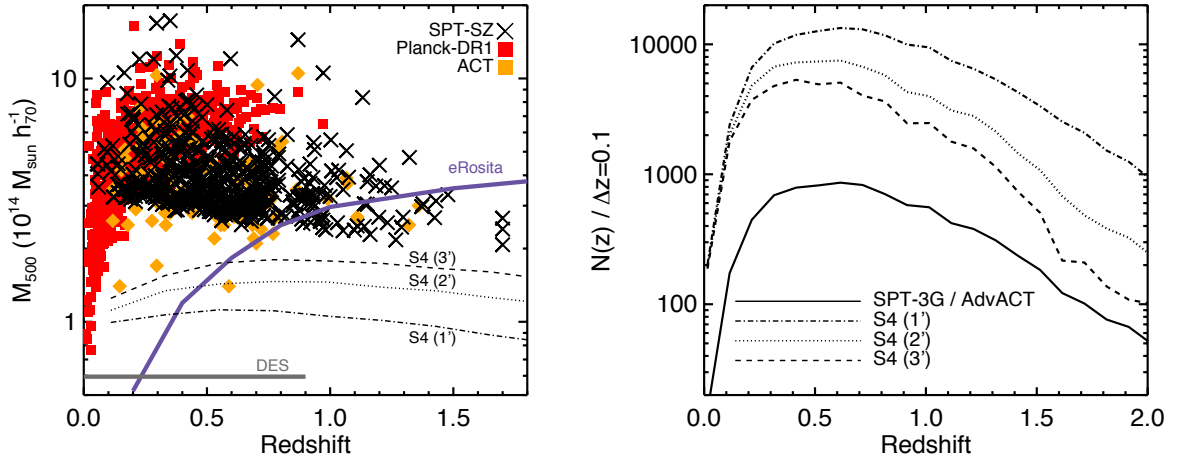 SPT-SZ
Planck-DR1
ACT
eRosita
S4 (3')
S4 (2')
S4 (1')
DES
10
1
M500 (10^14 Msun h70^-1)
0.0 0.5 1.0 1.5
Redshift
10000
1000
100
N(z) / Δz=0.1
SPT-3G / AdvACT
S4 (1')
S4 (2')
S4 (3')
0.0 0.5 1.0 1.5 2.0
Redshift